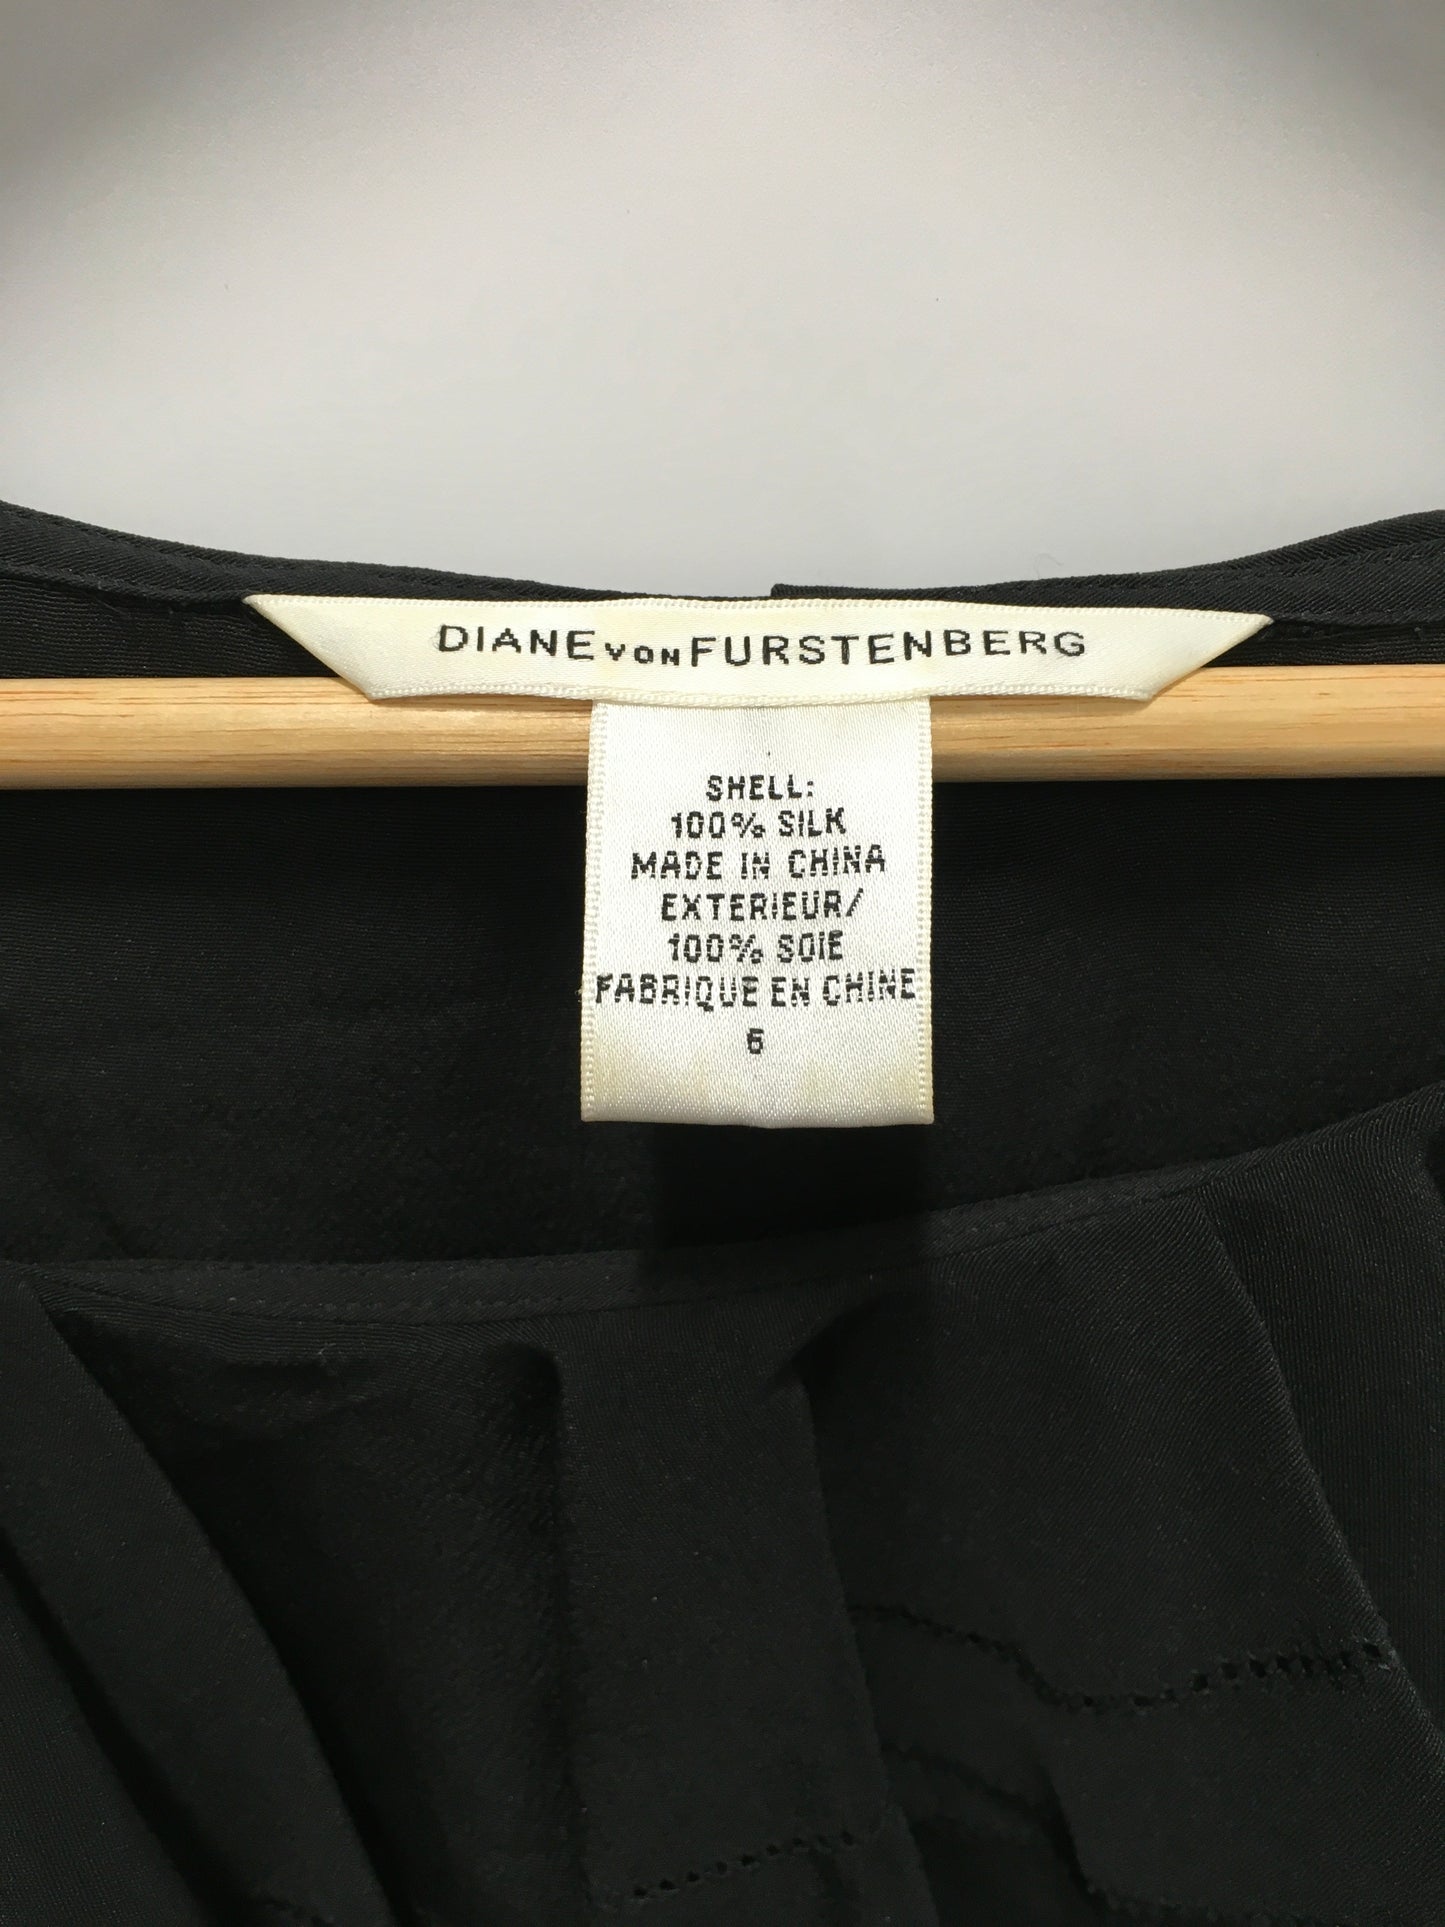 DIANE VON FURSTENBERG
SHELL:
100% SILK
MADE IN CHINA
EXTERIEUR/
100% SOIE
FABRIQUE EN CHINE
6